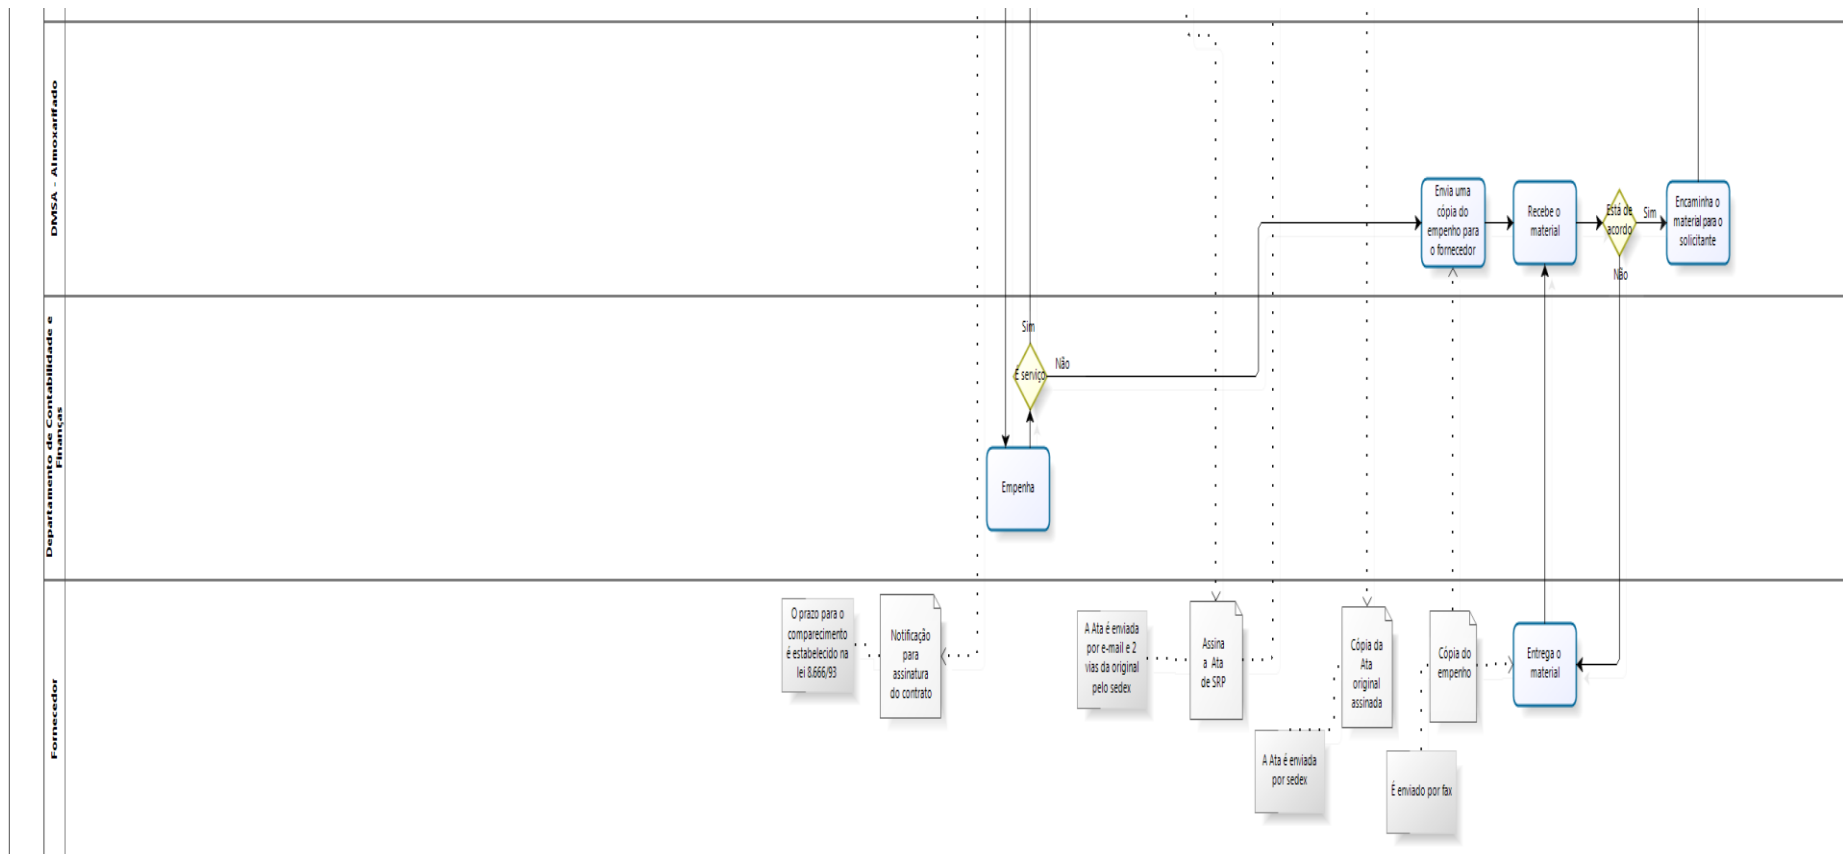 DMSA - Almoxarifado
Envia uma
cópia do
empenho para
o fornecedor
Recebe o
material
Está de
acordo
Sim
Não
Encaminha o
material para o
solicitante
Departamento de Contabilidade e
Finanças
Sim
É serviço
Não
Empenha
Fornecedor
O prazo para o
comparecimento
é estabelecido na
lei 8.666/93
Notificação
para
assinatura
do contrato
A Ata é enviada
por e-mail e 2
vias da original
pelo sedex
Assina
a Ata
de SRP
Cópia da
Ata
original
assinada
Cópia do
empenho
Entrega o
material
A Ata é enviada
por sedex
É enviado por fax